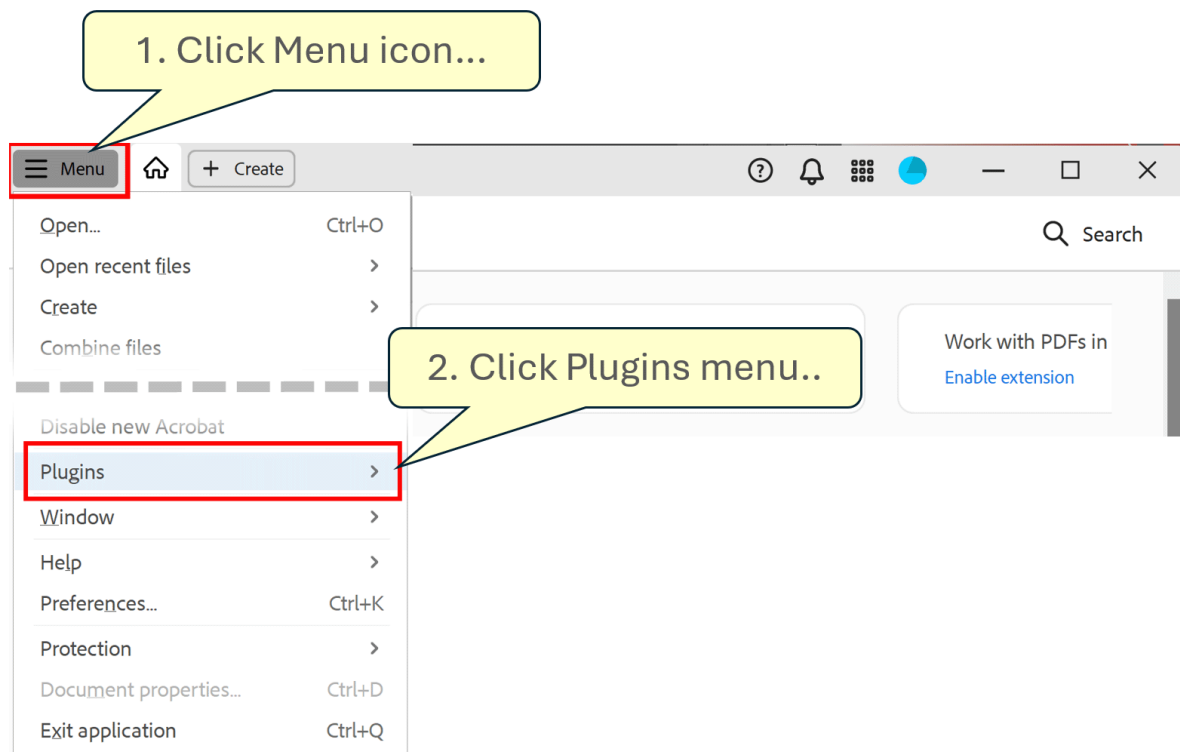 1. Click Menu icon...
Menu
Create
Open... Ctrl+O
Search
Open recent files
Create
Combine files
Work with PDFs in
Enable extension
2. Click Plugins menu..
Disable new Acrobat
Plugins
Window
Help
Preferences... Ctrl+K
Protection
Document properties... Ctrl+D
Exit application Ctrl+Q